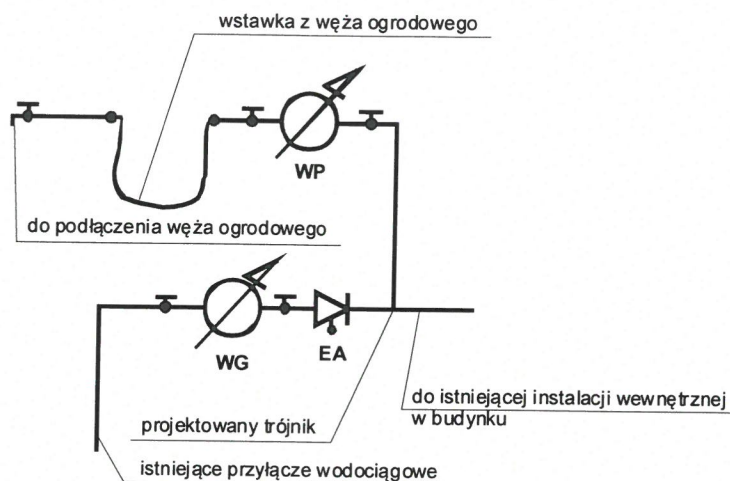 wstawka z węża ogrodowego
WP
do podłączenia węża ogrodowego
WG
EA
do istniejącej instalacji wewnętrznej
w budynku
projektowany trójnik
istniejące przyłącze wodociągowe